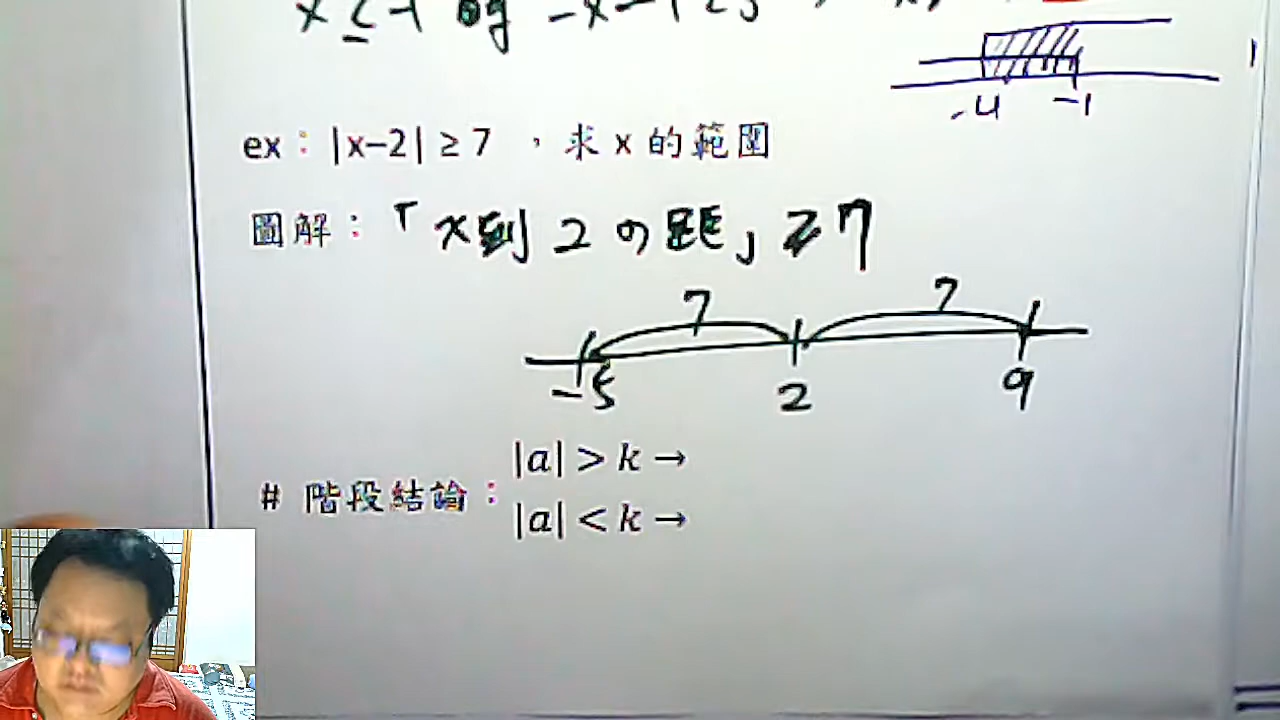 -4 -1
ex：|x-2| ≥ 7 ，求 x 的範圍
圖解：「x到 2 の距」≥7
7 7
-5 2 9
|a| > k →
# 階段結論：
|a| < k →